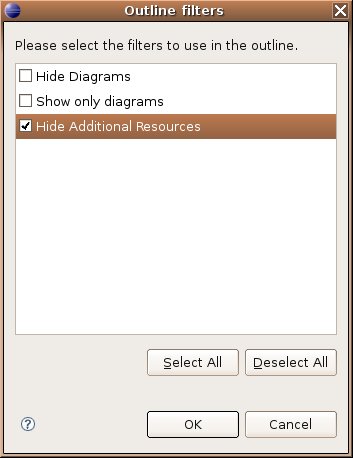 Outline filters
Please select the filters to use in the outline.
Hide Diagrams
Show only diagrams
Hide Additional Resources
Select All
Deselect All
?
OK
Cancel